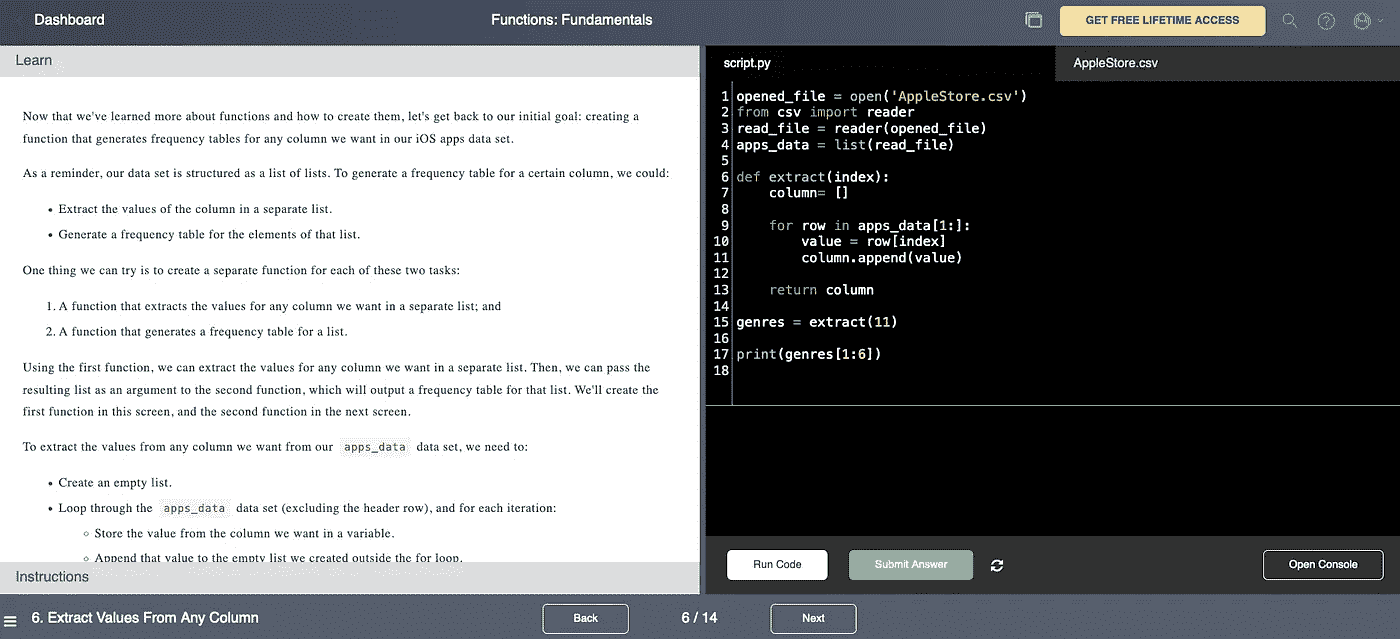 Dashboard
Functions: Fundamentals
GET FREE LIFETIME ACCESS
Learn
Now that we've learned more about functions and how to create them, let's get back to our initial goal: creating a
function that generates frequency tables for any column we want in our iOS apps data set.
As a reminder, our data set is structured as a list of lists. To generate a frequency table for a certain column, we could:
• Extract the values of the column in a separate list.
• Generate a frequency table for the elements of that list.
One thing we can try is to create a separate function for each of these two tasks:
1. A function that extracts the values for any column we want in a separate list; and
2. A function that generates a frequency table for a list.
Using the first function, we can extract the values for any column we want in a separate list. Then, we can pass the
resulting list as an argument to the second function, which will output a frequency table for that list. We'll create the
first function in this screen, and the second function in the next screen.
To extract the values from any column we want from our apps_data data set, we need to:
• Create an empty list.
• Loop through the apps_data data set (excluding the header row), and for each iteration:
◦ Store the value from the column we want in a variable.
◦ Append that value to the empty list we created outside the for loop.
Instructions
script.py
AppleStore.csv
1 opened_file = open('AppleStore.csv')
2 from csv import reader
3 read_file = reader(opened_file)
4 apps_data = list(read_file)
5
6 def extract(index):
7     column= []
8
9     for row in apps_data[1:]:
10         value = row[index]
11         column.append(value)
12
13     return column
14
15 genres = extract(11)
16
17 print(genres[1:6])
18
Run Code
Submit Answer
Open Console
6. Extract Values From Any Column
Back
6 / 14
Next